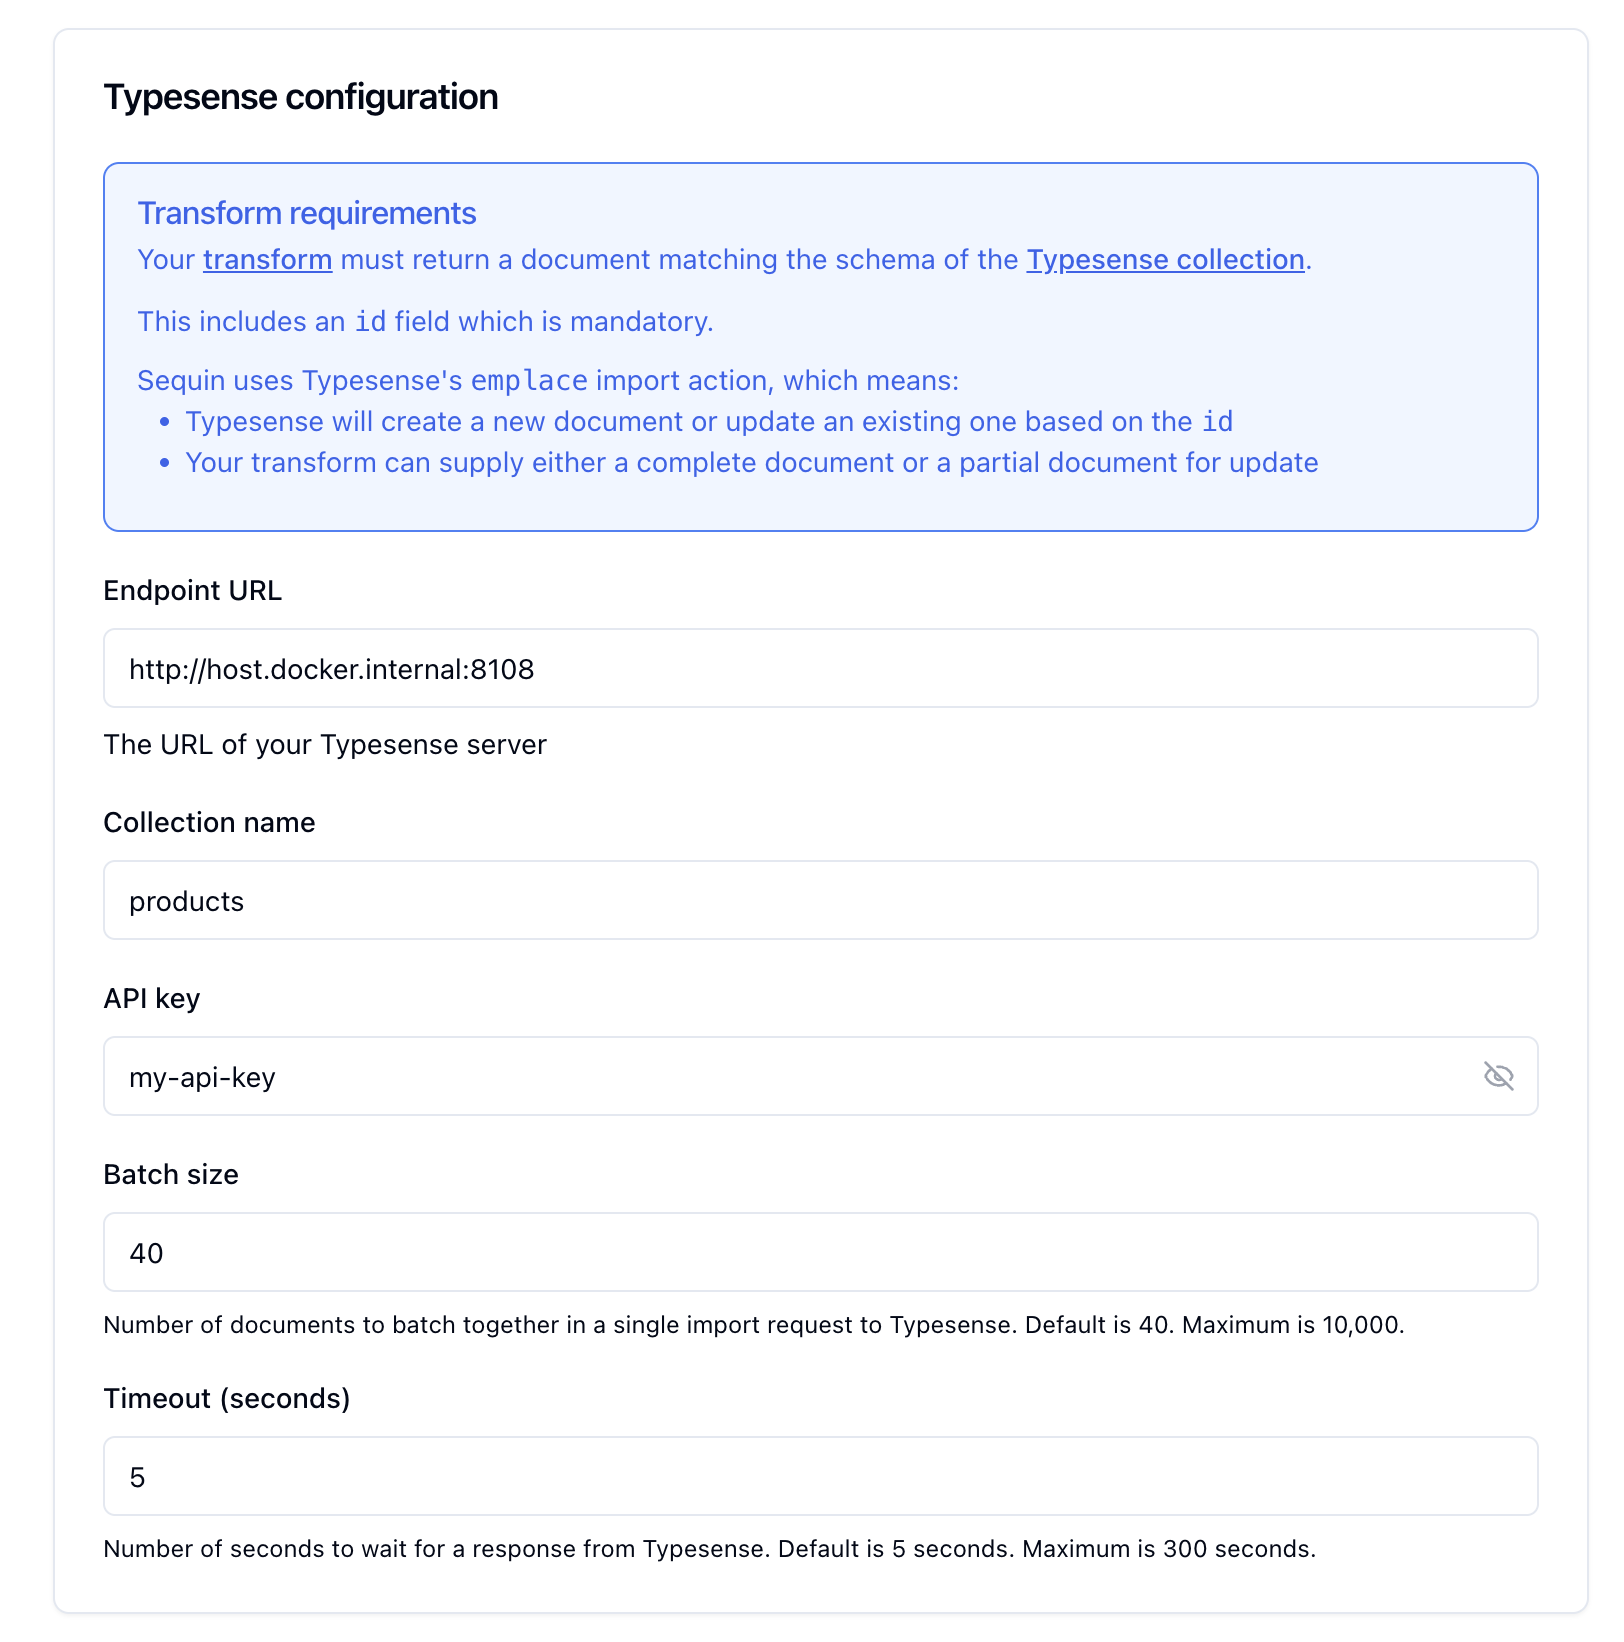 Typesense configuration
Transform requirements
Your transform must return a document matching the schema of the Typesense collection.
This includes an id field which is mandatory.
Sequin uses Typesense's emplace import action, which means:
• Typesense will create a new document or update an existing one based on the id
• Your transform can supply either a complete document or a partial document for update
Endpoint URL
http://host.docker.internal:8108
The URL of your Typesense server
Collection name
products
API key
my-api-key
Batch size
40
Number of documents to batch together in a single import request to Typesense. Default is 40. Maximum is 10,000.
Timeout (seconds)
5
Number of seconds to wait for a response from Typesense. Default is 5 seconds. Maximum is 300 seconds.